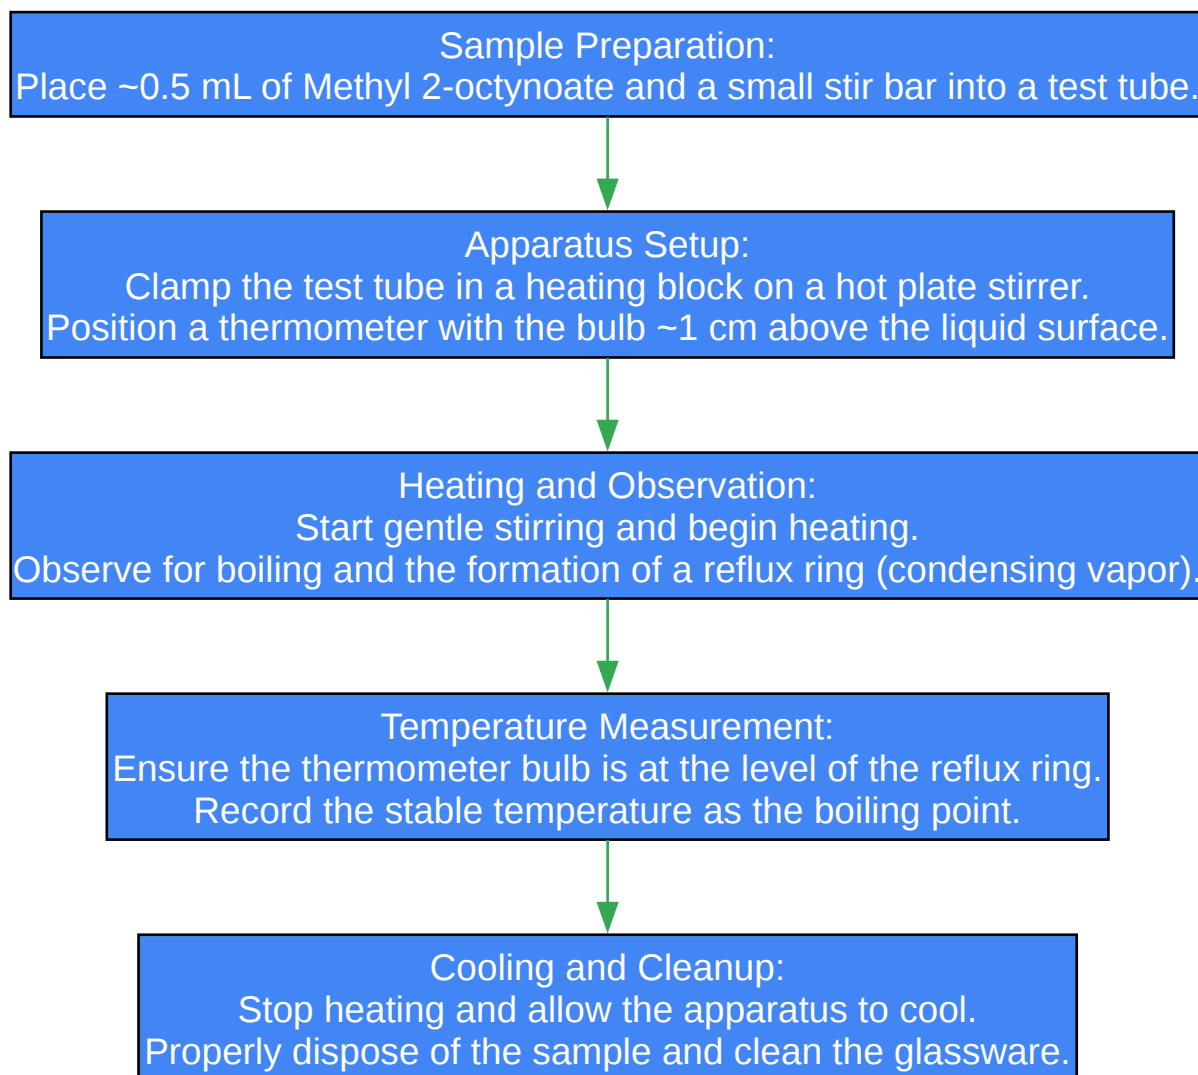 Sample Preparation:
Place ~0.5 mL of Methyl 2-octynoate and a small stir bar into a test tube.
Apparatus Setup:
Clamp the test tube in a heating block on a hot plate stirrer.
Position a thermometer with the bulb ~1 cm above the liquid surface.
Heating and Observation:
Start gentle stirring and begin heating.
Observe for boiling and the formation of a reflux ring (condensing vapor).
Temperature Measurement:
Ensure the thermometer bulb is at the level of the reflux ring.
Record the stable temperature as the boiling point.
Cooling and Cleanup:
Stop heating and allow the apparatus to cool.
Properly dispose of the sample and clean the glassware.